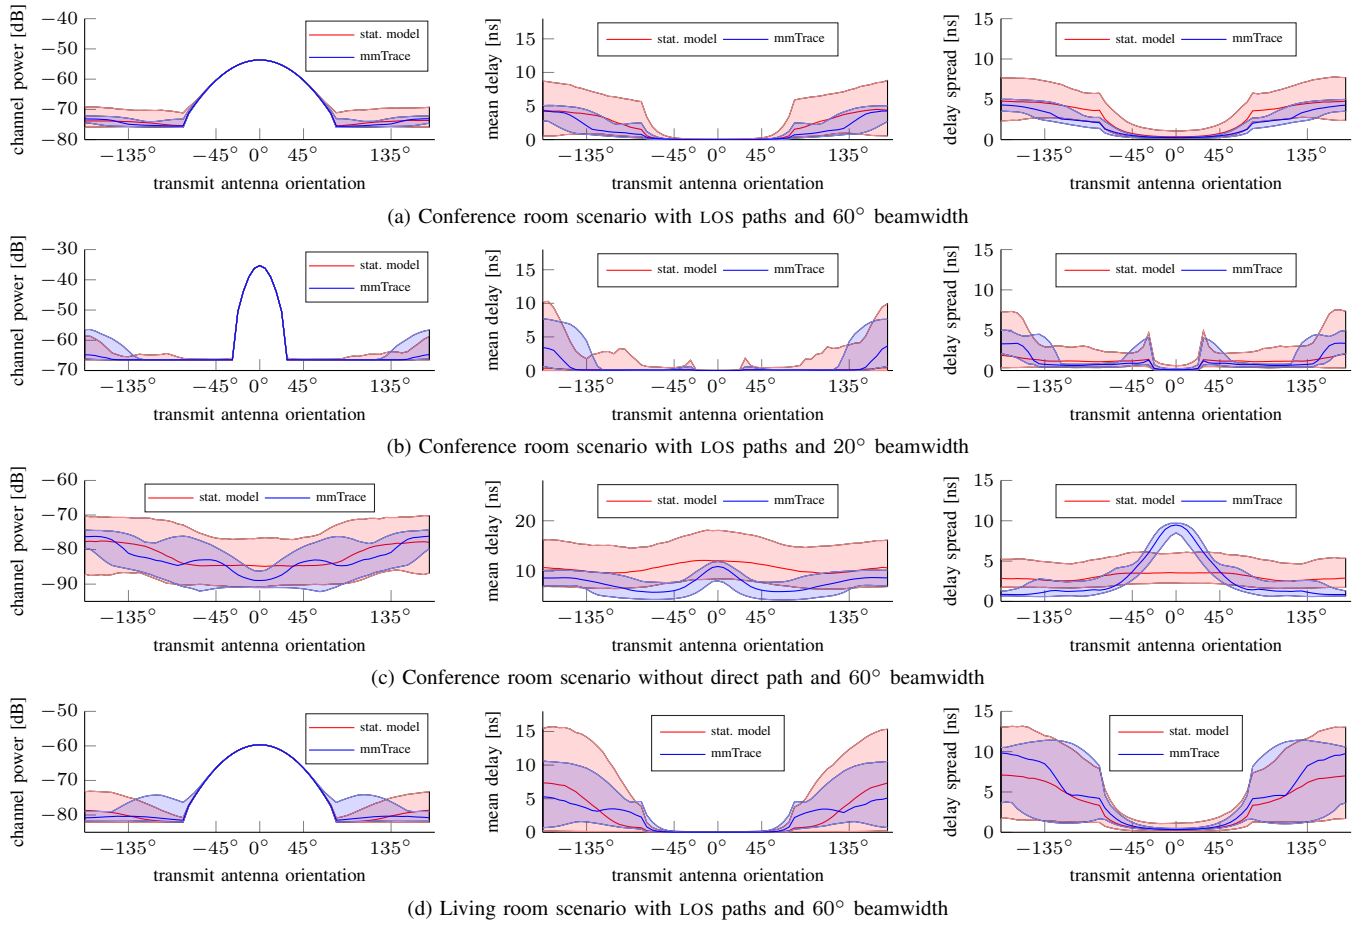 channel power [dB]
−40
−50
−60
−70
−80
stat. model
mmTrace
−135°
−45°
0°
45°
135°
transmit antenna orientation
mean delay [ns]
15
10
5
0
stat. model
mmTrace
−135°
−45°
0°
45°
135°
transmit antenna orientation
delay spread [ns]
15
10
5
0
stat. model
mmTrace
−135°
−45°
0°
45°
135°
transmit antenna orientation
(a) Conference room scenario with LOS paths and 60° beamwidth
channel power [dB]
−30
−40
−50
−60
−70
stat. model
mmTrace
−135°
−45°
0°
45°
135°
transmit antenna orientation
mean delay [ns]
15
10
5
0
stat. model
mmTrace
−135°
−45°
0°
45°
135°
transmit antenna orientation
delay spread [ns]
15
10
5
0
stat. model
mmTrace
−135°
−45°
0°
45°
135°
transmit antenna orientation
(b) Conference room scenario with LOS paths and 20° beamwidth
channel power [dB]
−60
−70
−80
−90
stat. model
mmTrace
−135°
−45°
0°
45°
135°
transmit antenna orientation
mean delay [ns]
20
10
stat. model
mmTrace
−135°
−45°
0°
45°
135°
transmit antenna orientation
delay spread [ns]
15
10
5
0
stat. model
mmTrace
−135°
−45°
0°
45°
135°
transmit antenna orientation
(c) Conference room scenario without direct path and 60° beamwidth
channel power [dB]
−50
−60
−70
−80
stat. model
mmTrace
−135°
−45°
0°
45°
135°
transmit antenna orientation
mean delay [ns]
15
10
5
0
stat. model
mmTrace
−135°
−45°
0°
45°
135°
transmit antenna orientation
delay spread [ns]
15
10
5
0
stat. model
mmTrace
−135°
−45°
0°
45°
135°
transmit antenna orientation
(d) Living room scenario with LOS paths and 60° beamwidth